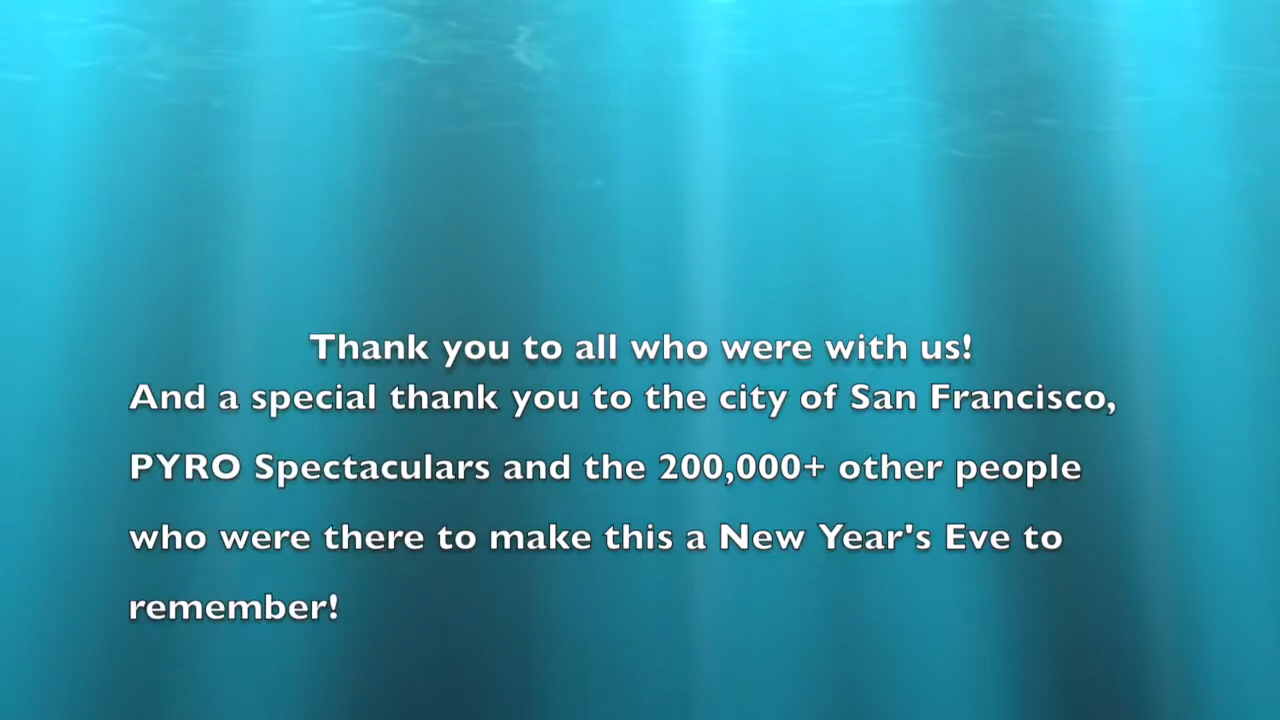 Thank you to all who were with us!
And a special thank you to the city of San Francisco,
PYRO Spectaculars and the 200,000+ other people
who were there to make this a New Year's Eve to
remember!